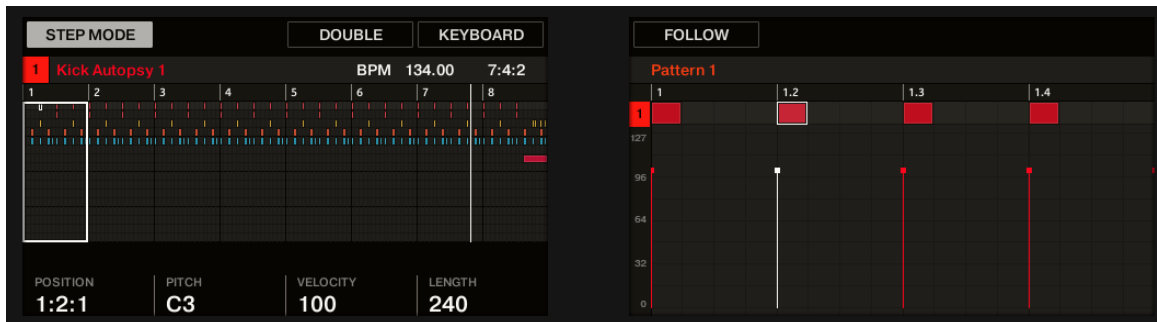 STEP MODE DOUBLE KEYBOARD
1 Kick Autopsy 1 BPM 134.00 7:4:2
1 2 3 4 5 6 7 8
POSITION PITCH VELOCITY LENGTH
1:2:1 C3 100 240
FOLLOW
Pattern 1
1 1.2 1.3 1.4
1
127
96
64
32
0